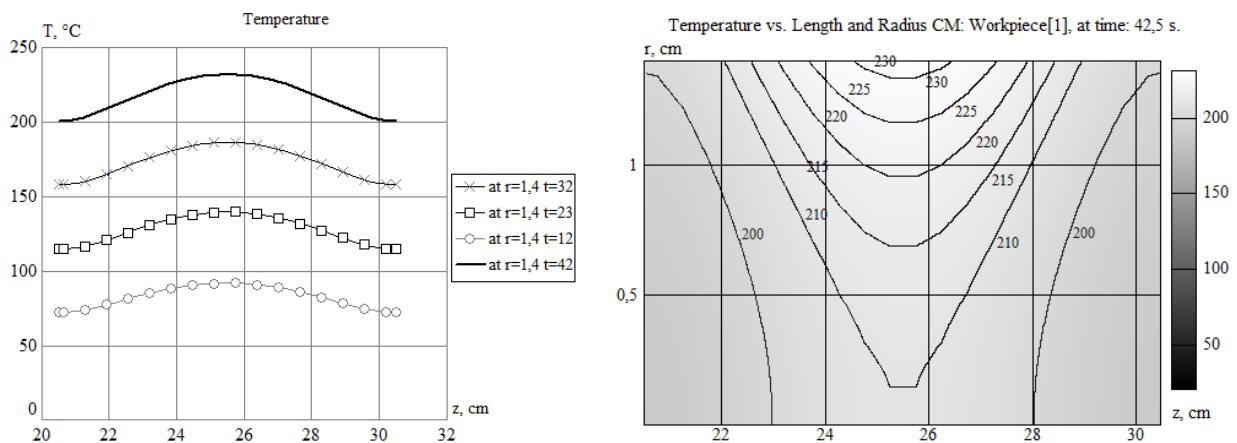 Temperature
T, °C
250
200
150
100
50
0
20 22 24 26 28 30 32
z, cm
at r=1,4 t=32
at r=1,4 t=23
at r=1,4 t=12
at r=1,4 t=42
Temperature vs. Length and Radius CM: Workpiece[1], at time: 42,5 s.
r, cm
1
0,5
22 24 26 28
z, cm
230
230
225
225
220
220
215
215
210
210
200
200
200
150
100
50